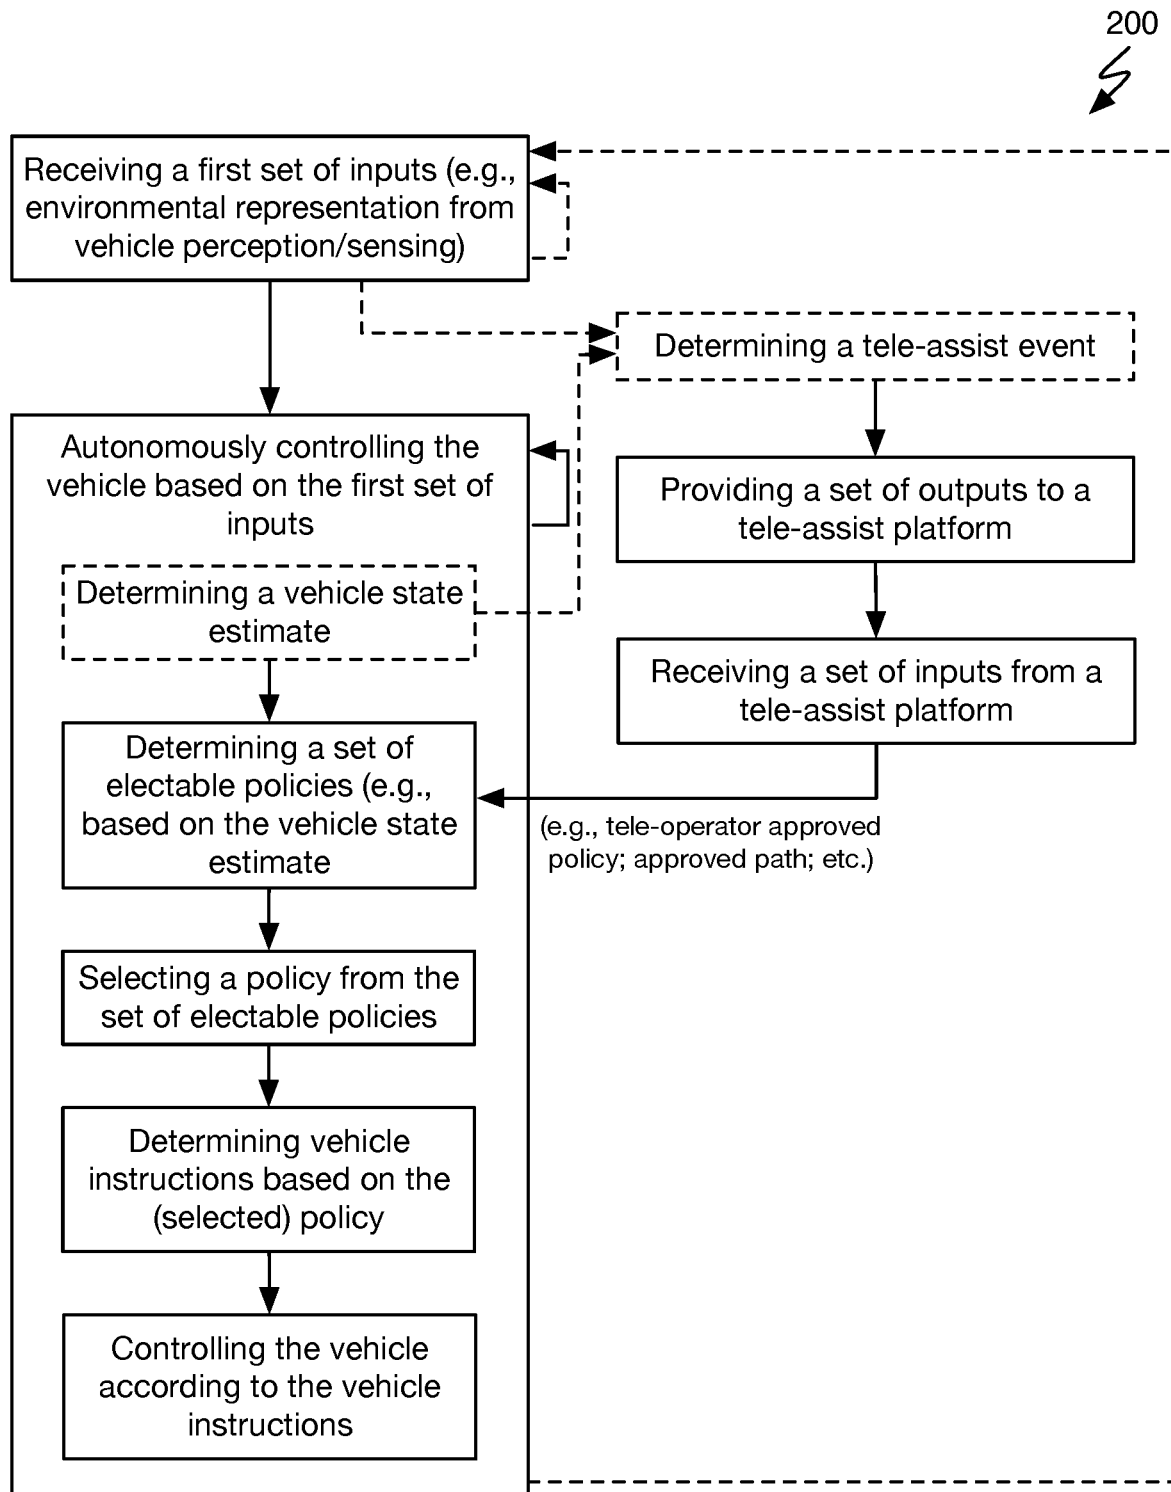 200
Receiving a first set of inputs (e.g.,
environmental representation from
vehicle perception/sensing)
Determining a tele-assist event
Autonomously controlling the
vehicle based on the first set of
inputs
Providing a set of outputs to a
tele-assist platform
Determining a vehicle state
estimate
Receiving a set of inputs from a
tele-assist platform
Determining a set of
electable policies (e.g.,
based on the vehicle state
estimate
(e.g., tele-operator approved
policy; approved path; etc.)
Selecting a policy from the
set of electable policies
Determining vehicle
instructions based on the
(selected) policy
Controlling the vehicle
according to the vehicle
instructions